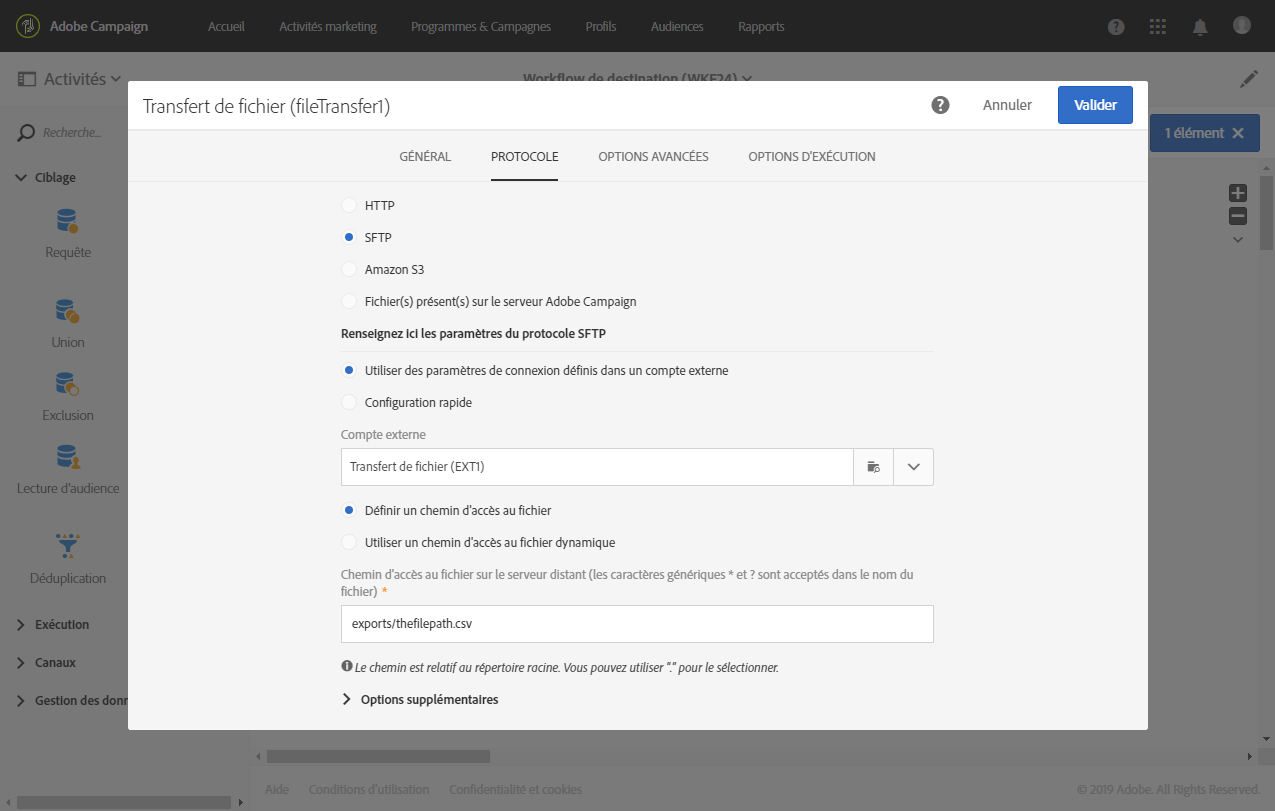 Adobe Campaign
Accueil
Activités marketing
Programmes & Campagnes
Profils
Audiences
Rapports
Activités
Workflow de destination (WKF24)
Transfert de fichier (fileTransfer1)
Annuler
Valider
Recherche...
1 élément
GÉNÉRAL
PROTOCOLE
OPTIONS AVANCÉES
OPTIONS D'EXÉCUTION
Ciblage
Requête
Union
Exclusion
Lecture d'audience
Déduplication
Exécution
Canaux
Gestion des donn
HTTP
SFTP
Amazon S3
Fichier(s) présent(s) sur le serveur Adobe Campaign
Renseignez ici les paramètres du protocole SFTP
Utiliser des paramètres de connexion définis dans un compte externe
Configuration rapide
Compte externe
Transfert de fichier (EXT1)
Définir un chemin d'accès au fichier
Utiliser un chemin d'accès au fichier dynamique
Chemin d'accès au fichier sur le serveur distant (les caractères génériques * et ? sont acceptés dans le nom du
fichier) *
exports/thefilepath.csv
Le chemin est relatif au répertoire racine. Vous pouvez utiliser "." pour le sélectionner.
Options supplémentaires
Aide
Conditions d'utilisation
Confidentialité et cookies
© 2019 Adobe. All Rights Reserved.